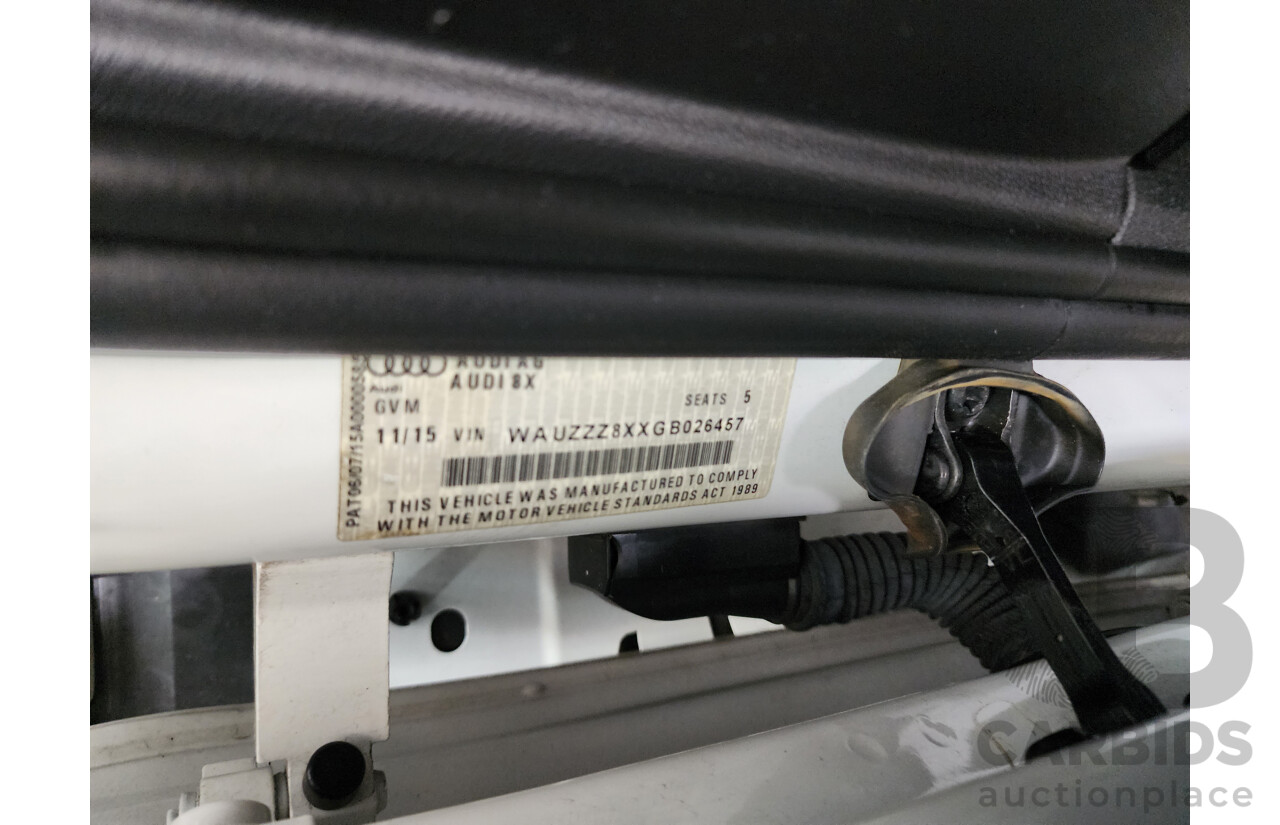 AUDI AG
Audi
AUDI 8X
GVM
SEATS 5
11/15 VIN WAUZZZ8XXGB026457
THIS VEHICLE WAS MANUFACTURED TO COMPLY
WITH THE MOTOR VEHICLE STANDARDS ACT 1989
B
CARBIDS
auctionplace